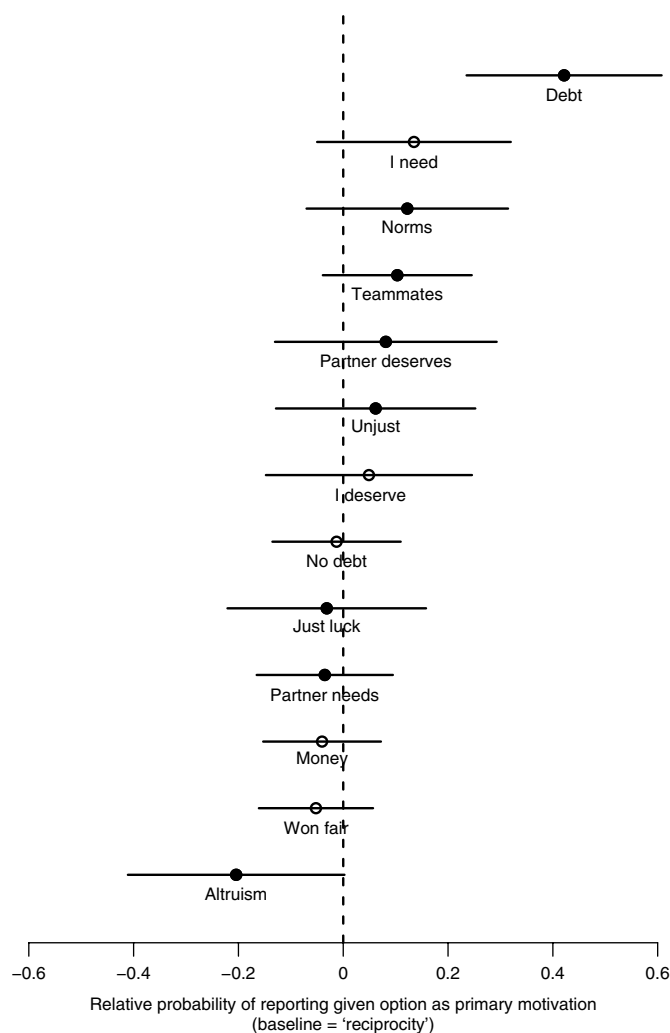 Debt
I need
Norms
Teammates
Partner deserves
Unjust
I deserve
No debt
Just luck
Partner needs
Money
Won fair
Altruism
−0.6 −0.4 −0.2 0 0.2 0.4 0.6
Relative probability of reporting given option as primary motivation
(baseline = ‘reciprocity’)